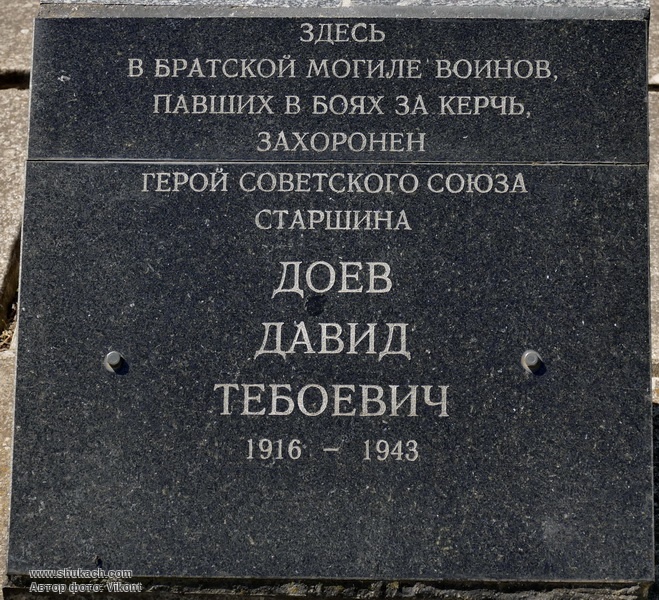 ЗДЕСЬ
В БРАТСКОЙ МОГИЛЕ ВОИНОВ,
ПАВШИХ В БОЯХ ЗА КЕРЧЬ,
ЗАХОРОНЕН
ГЕРОЙ СОВЕТСКОГО СОЮЗА
СТАРШИНА
ДОЕВ
ДАВИД
ТЕБОЕВИЧ
1916 – 1943
www.shukach.com
Автор фото: Vikont